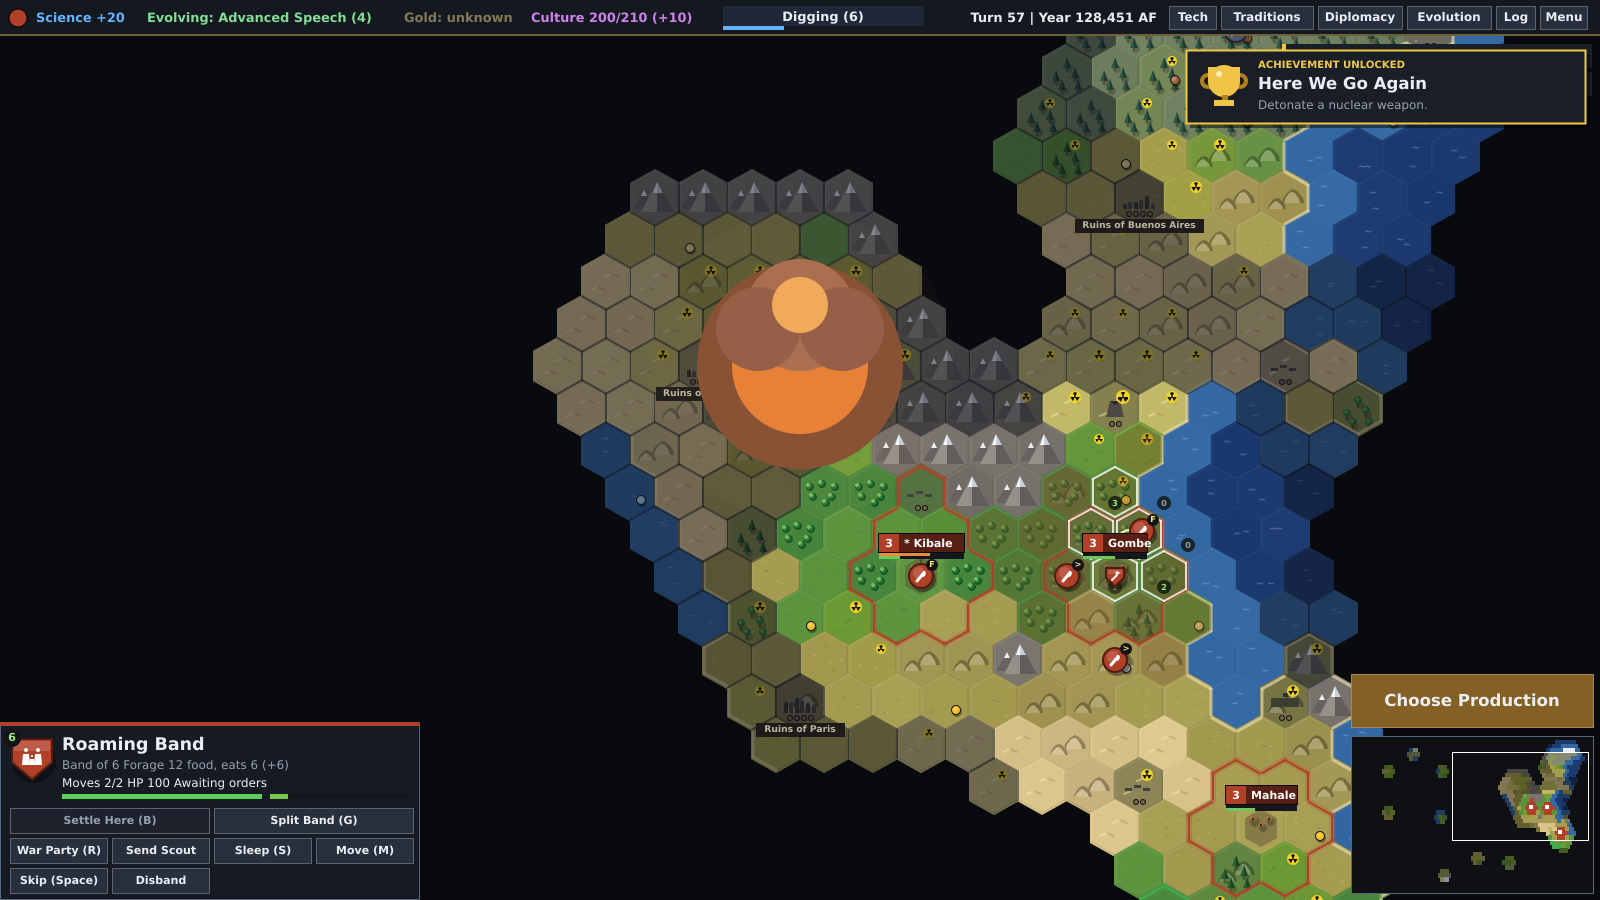 Science +20
Evolving: Advanced Speech (4)
Gold: unknown
Culture 200/210 (+10)
Digging (6)
Turn 57 | Year 128,451 AF
Tech
Traditions
Diplomacy
Evolution
Log
Menu
ACHIEVEMENT UNLOCKED
Here We Go Again
Detonate a nuclear weapon.
Ruins of Buenos Aires
Ruins o
3
0
F
3 * Kibale
3 Gombe
0
F
>
2
>
Ruins of Paris
3 Mahale
Choose Production
6
Roaming Band
Band of 6 Forage 12 food, eats 6 (+6)
Moves 2/2 HP 100 Awaiting orders
Settle Here (B)
Split Band (G)
War Party (R)
Send Scout
Sleep (S)
Move (M)
Skip (Space)
Disband